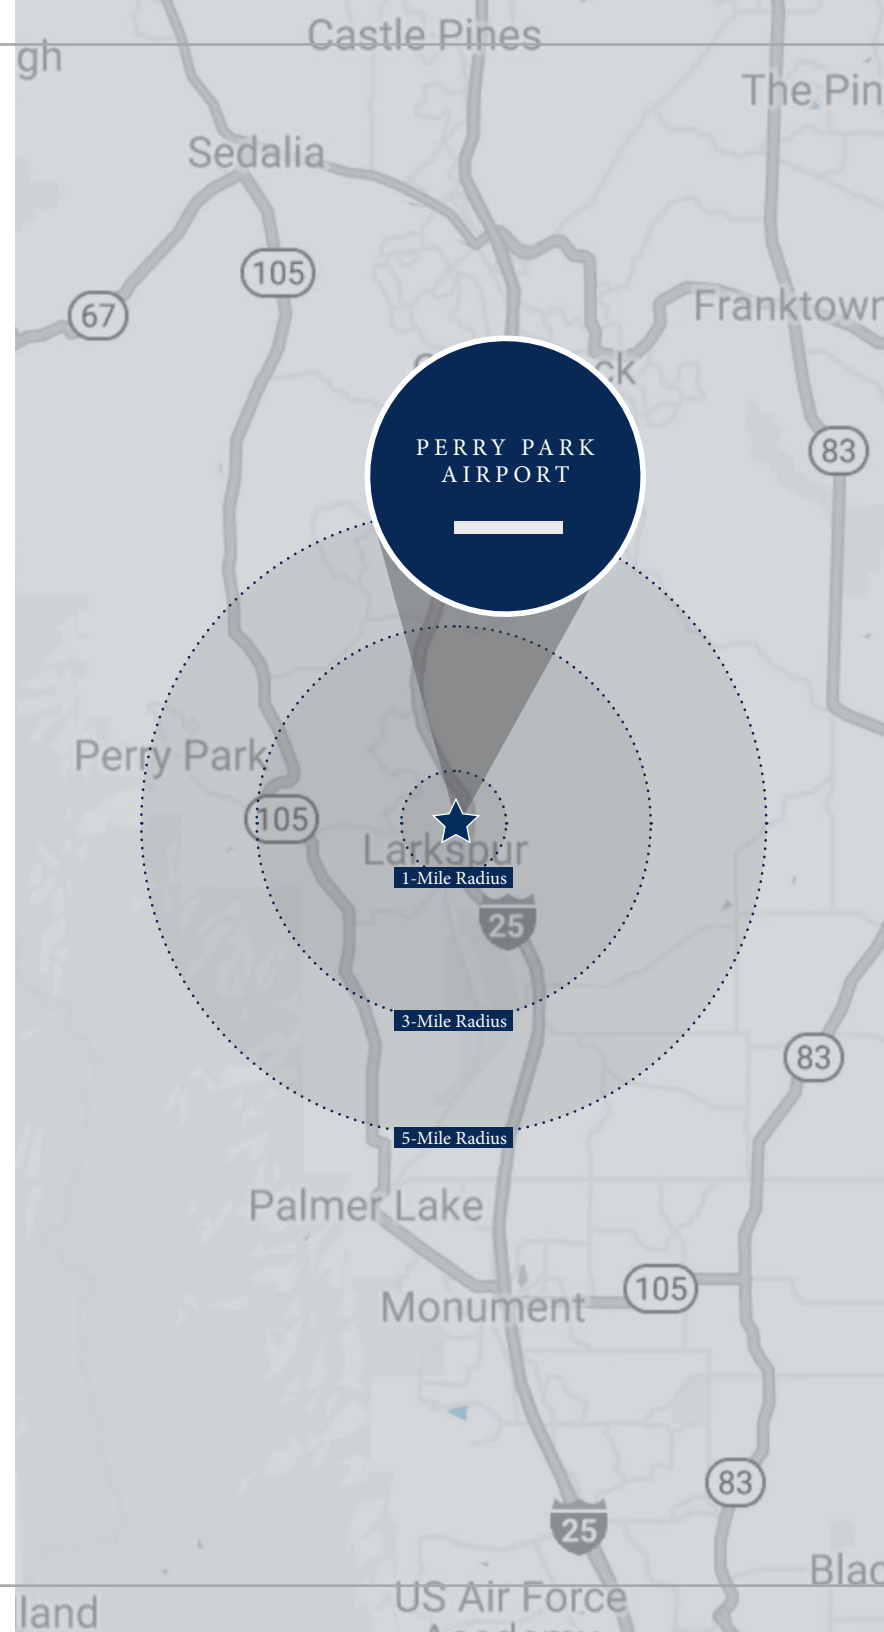 Castle Pines
gh
The Pin
Sedalia
105
67
Franktown
ck
PERRY PARK
AIRPORT
83
Perry Park
105
Larkspur
1-Mile Radius
25
3-Mile Radius
83
5-Mile Radius
Palmer Lake
105
Monument
83
25
Blac
US Air Force
land